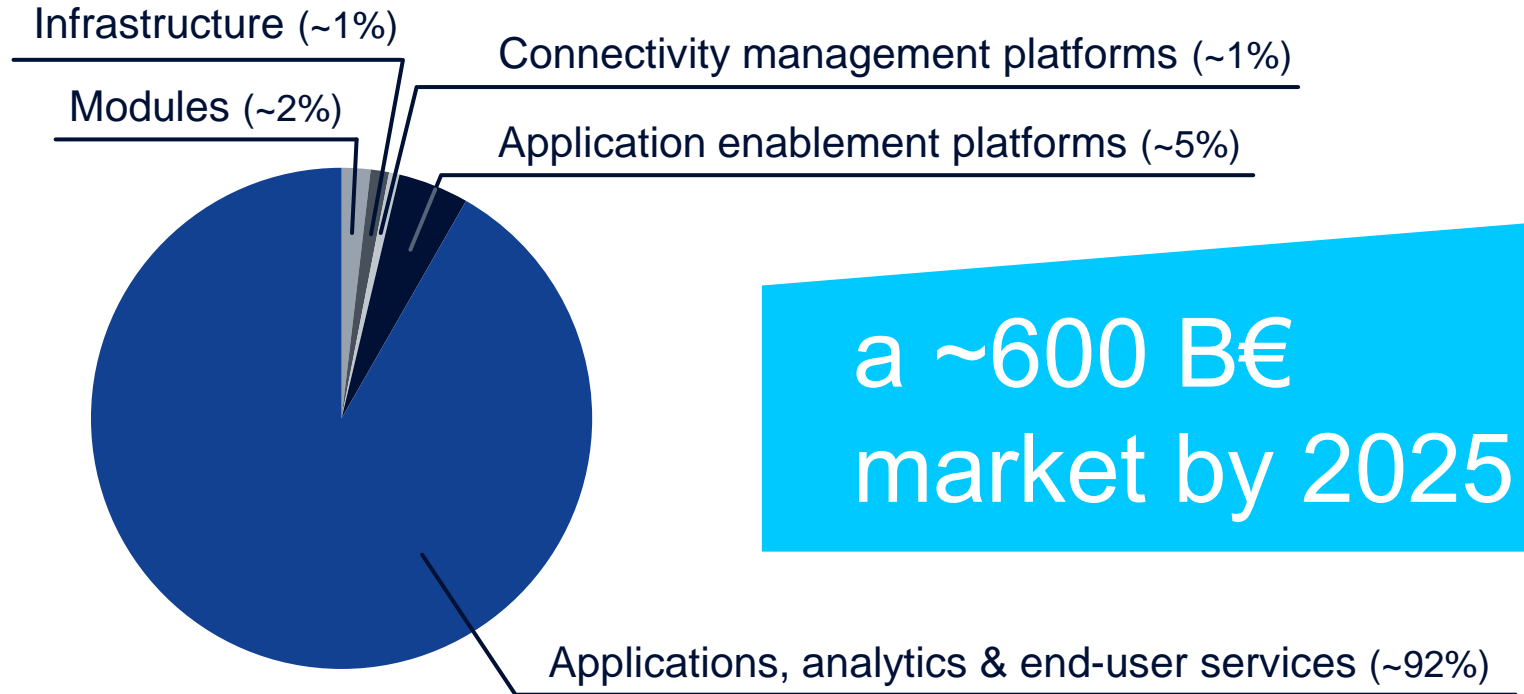 Infrastructure (~1%)
Connectivity management platforms (~1%)
Modules (~2%)
Application enablement platforms (~5%)
a ~600 B€
market by 2025
Applications, analytics & end-user services (~92%)